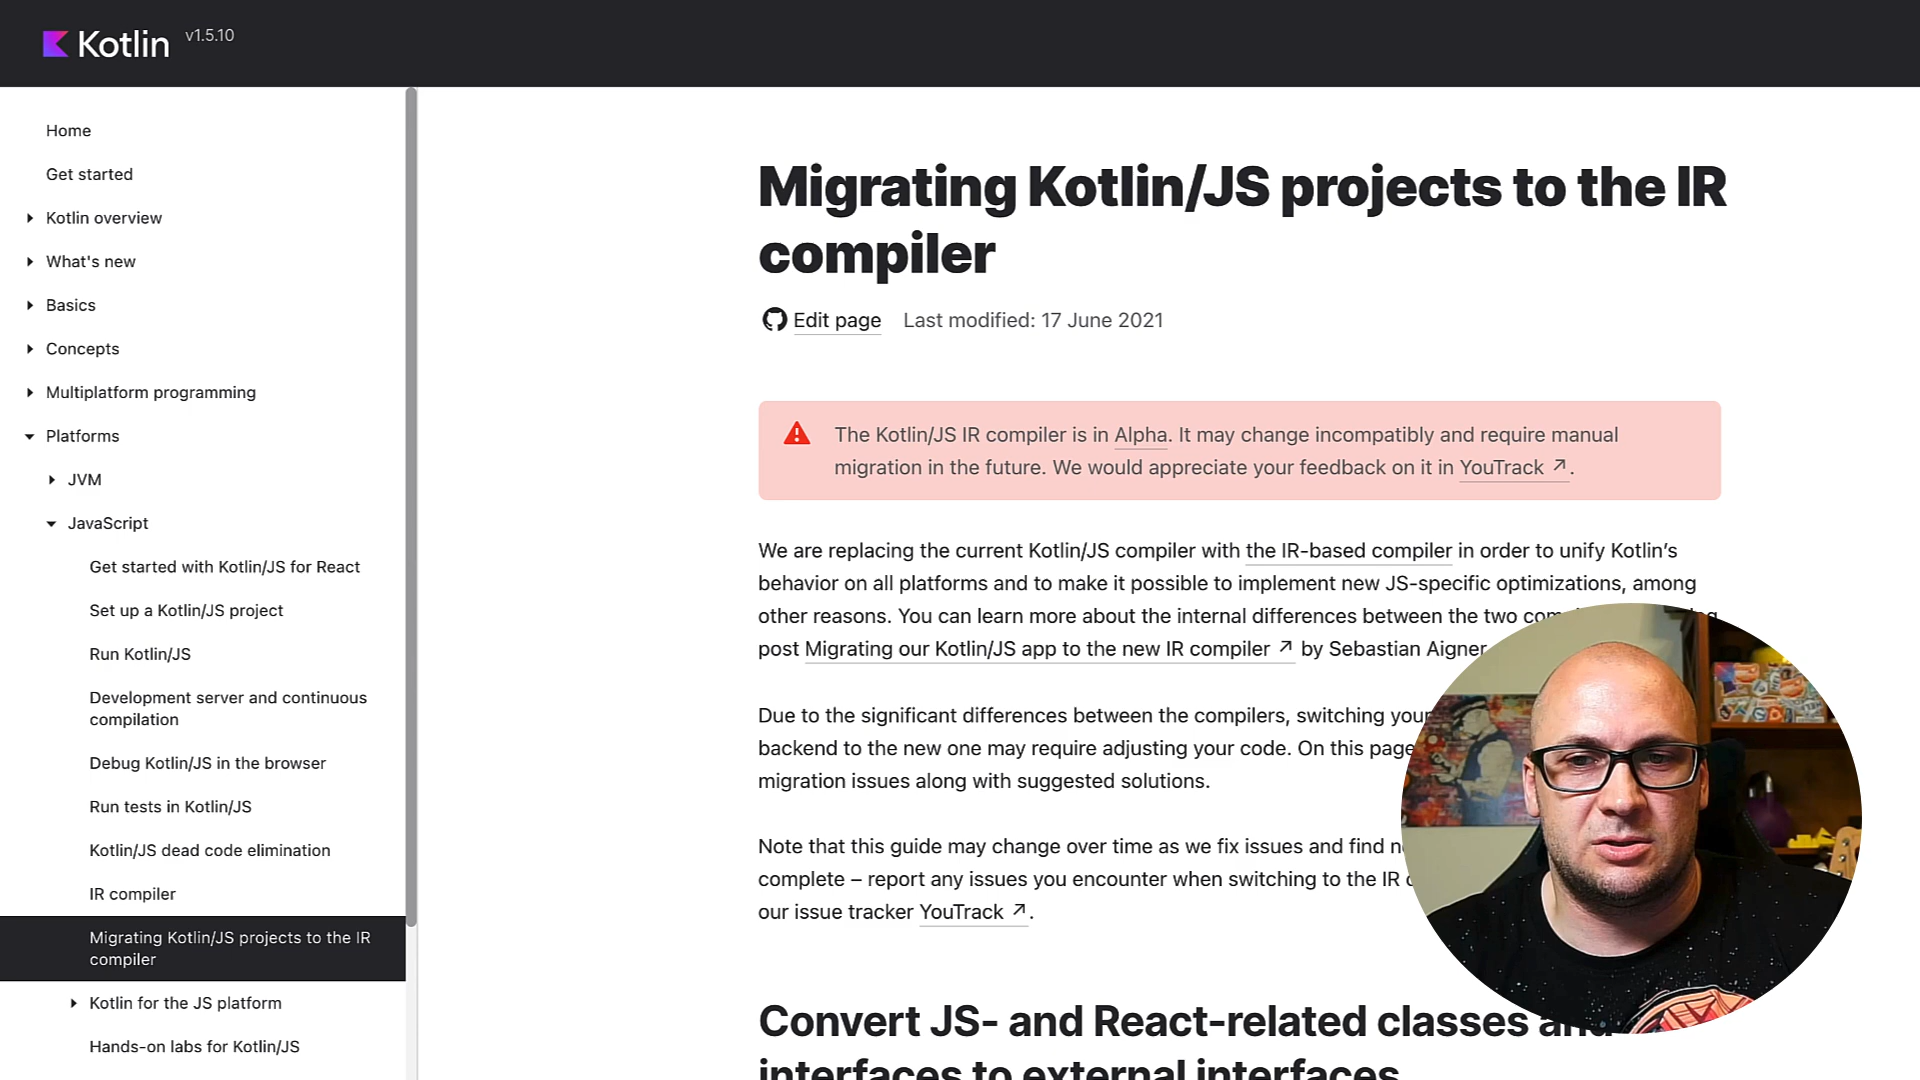 Kotlin v1.5.10
Home
Get started
Kotlin overview
What's new
Basics
Concepts
Multiplatform programming
Platforms
JVM
JavaScript
Get started with Kotlin/JS for React
Set up a Kotlin/JS project
Run Kotlin/JS
Development server and continuous
compilation
Debug Kotlin/JS in the browser
Run tests in Kotlin/JS
Kotlin/JS dead code elimination
IR compiler
Migrating Kotlin/JS projects to the IR
compiler
Kotlin for the JS platform
Hands-on labs for Kotlin/JS
Migrating Kotlin/JS projects to the IR
compiler
Edit page Last modified: 17 June 2021
The Kotlin/JS IR compiler is in Alpha. It may change incompatibly and require manual
migration in the future. We would appreciate your feedback on it in YouTrack ↗.
We are replacing the current Kotlin/JS compiler with the IR-based compiler in order to unify Kotlin's
behavior on all platforms and to make it possible to implement new JS-specific optimizations, among
other reasons. You can learn more about the internal differences between the two
post Migrating our Kotlin/JS app to the new IR compiler ↗ by Sebastian Aigner
Due to the significant differences between the compilers, switching your
backend to the new one may require adjusting your code. On this page
migration issues along with suggested solutions.
Note that this guide may change over time as we fix issues and find
complete – report any issues you encounter when switching to the IR
our issue tracker YouTrack ↗.
Convert JS- and React-related classes and
interfaces to external interfaces